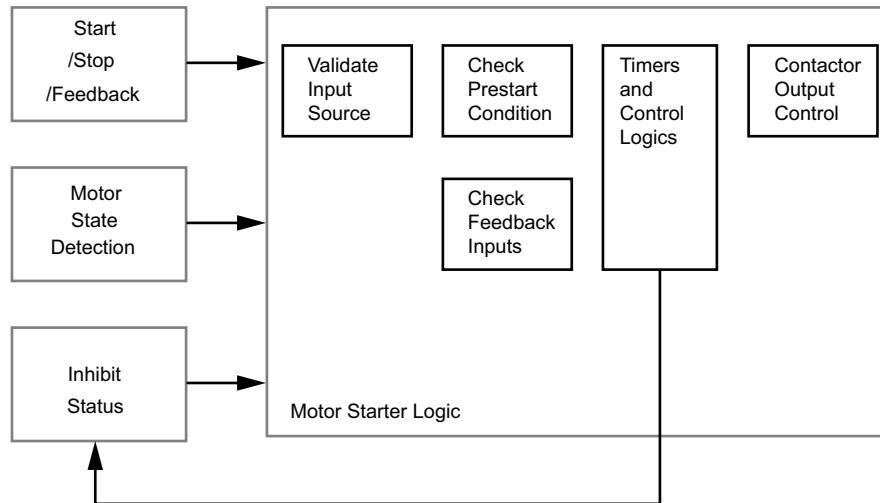 Start
/Stop
/Feedback
Validate
Input
Source
Check
Prestart
Condition
Timers
and
Control
Logics
Contactor
Output
Control
Motor
State
Detection
Check
Feedback
Inputs
Inhibit
Status
Motor Starter Logic